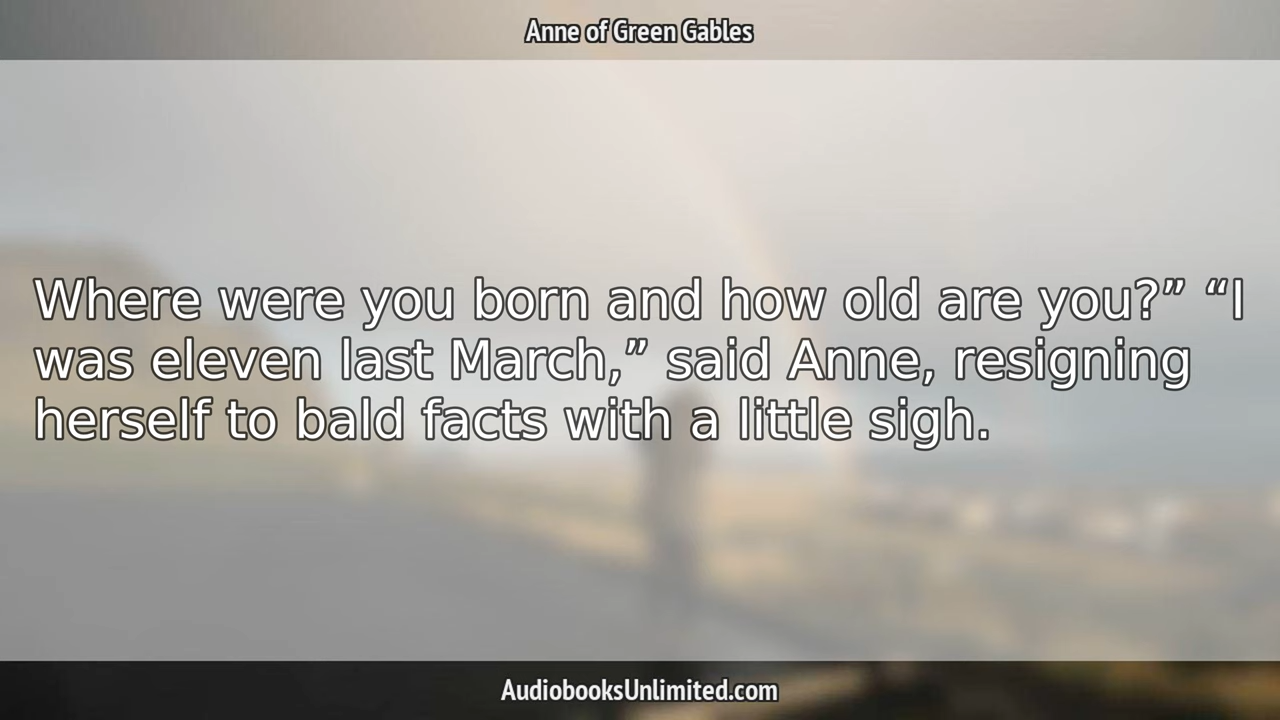 Anne of Green Gables
Where were you born and how old are you?” “I
was eleven last March,” said Anne, resigning
herself to bald facts with a little sigh.
AudiobooksUnlimited.com